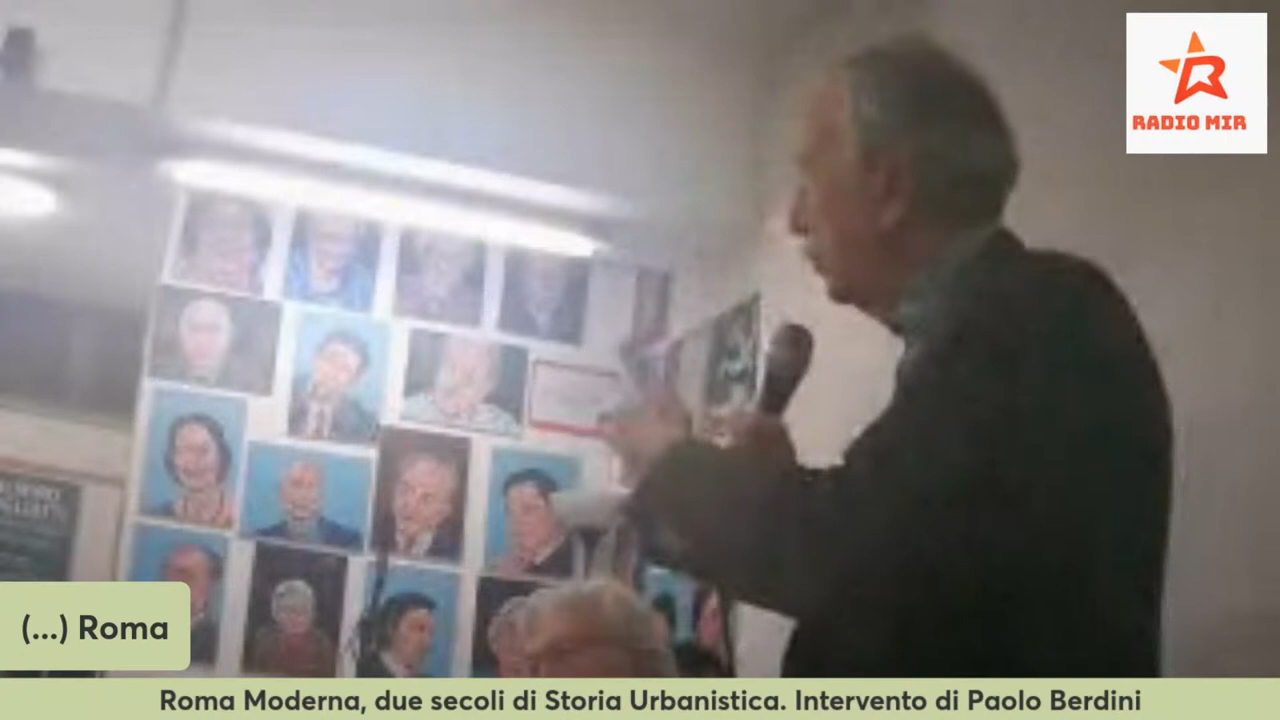 RADIO MIR
(...) Roma
Roma Moderna, due secoli di Storia Urbanistica. Intervento di Paolo Berdini